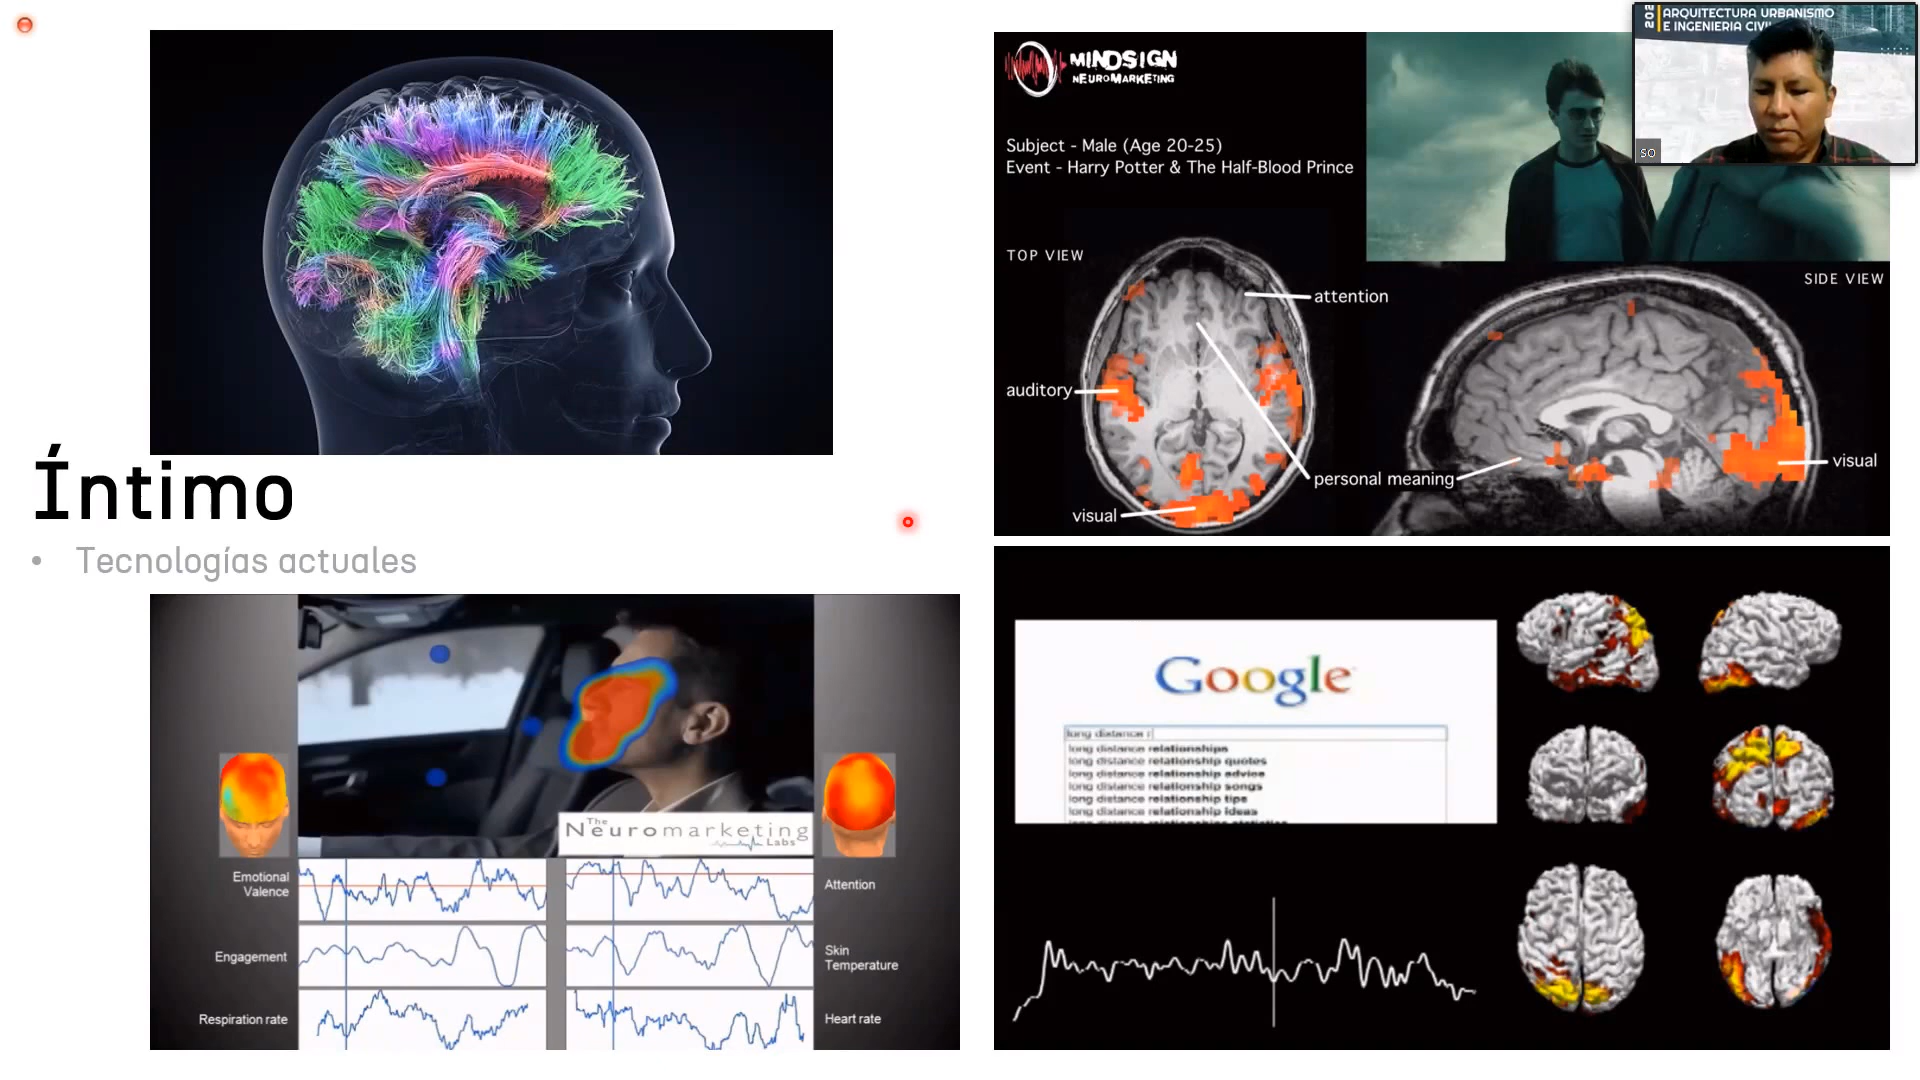 ARQUITECTURA URBANISMO
E INGENIERIA CIVI
SO
MINDSIGN
NEUROMARKETING
Subject - Male (Age 20-25)
Event - Harry Potter & The Half-Blood Prince
TOP VIEW
SIDE VIEW
attention
auditory
personal meaning
visual
visual
Íntimo
• Tecnologías actuales
The
Neuromarketing
Labs
Emotional
Valence
Attention
Engagement
Skin
Temperature
Respiration rate
Heart rate
Google
long distance r
long distance relationships
long distance relationship quotes
long distance relationship advice
long distance relationship songs
long distance relationship tips
long distance relationship ideas